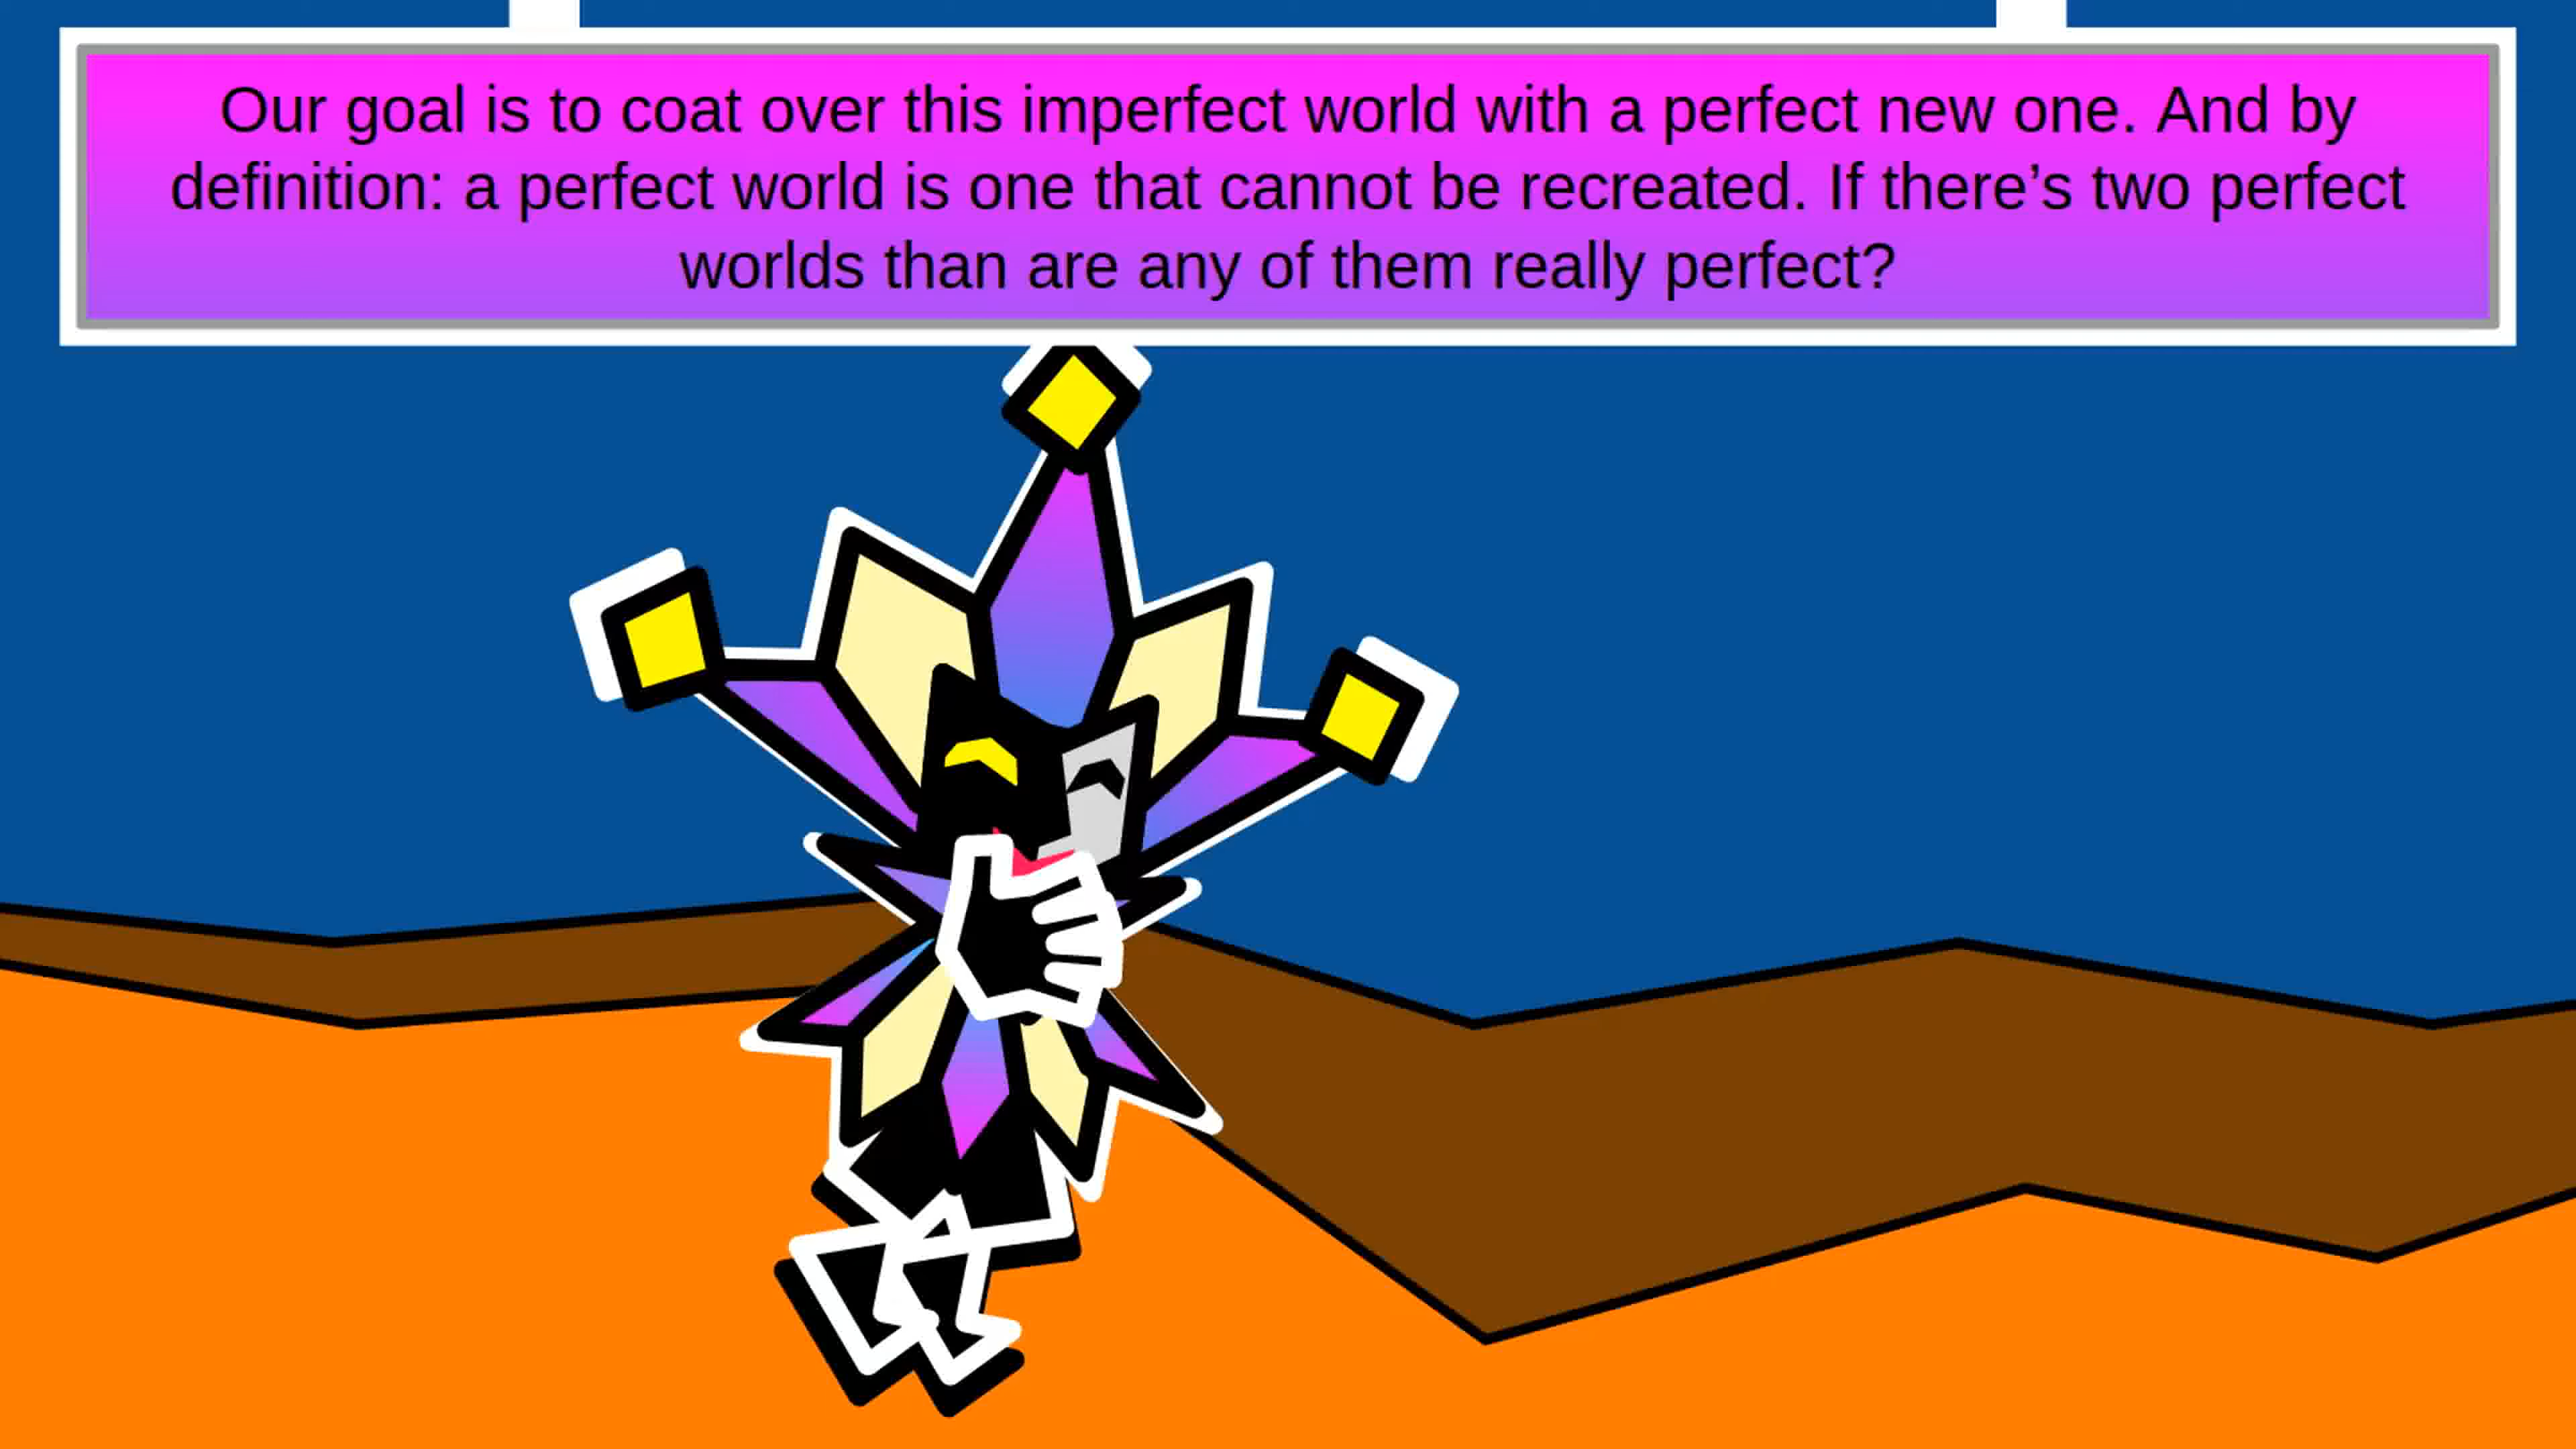 Our goal is to coat over this imperfect world with a perfect new one. And by
definition: a perfect world is one that cannot be recreated. If there’s two perfect
worlds than are any of them really perfect?